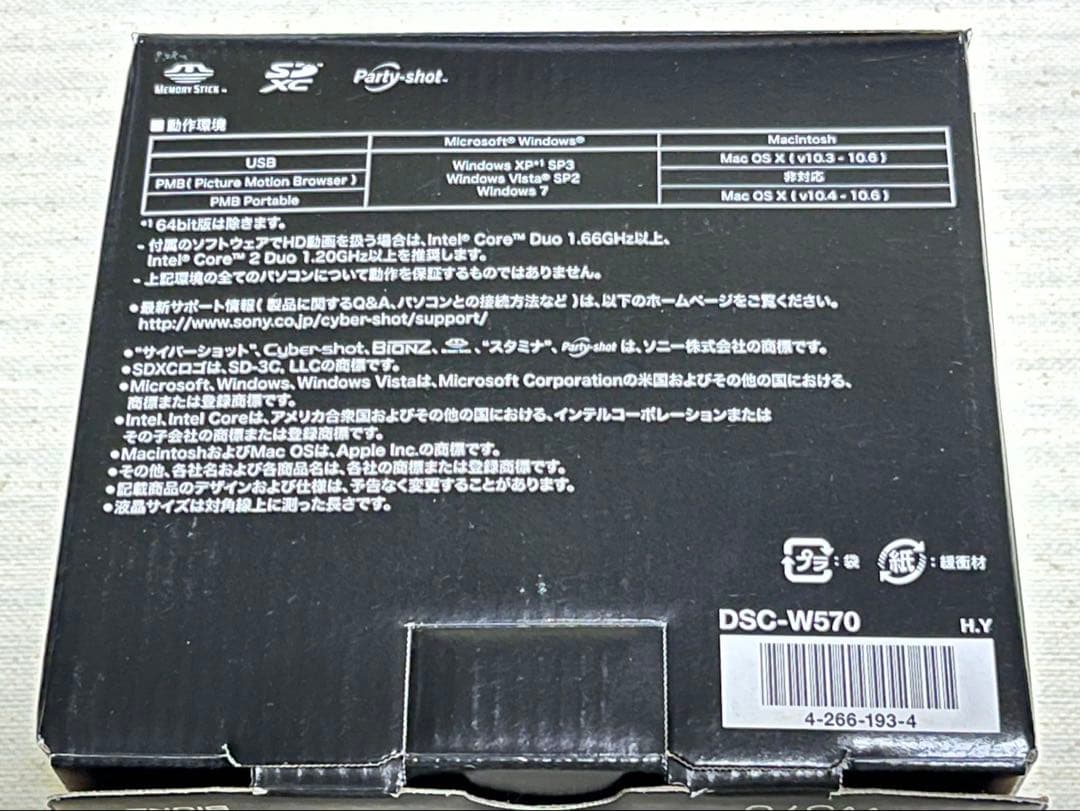 MEMORY STICK™
SD XC™
Party-shot™
■動作環境
Microsoft® Windows® Macintosh
USB Windows XP*¹ SP3 Mac OS X ( v10.3 - 10.6 )
PMB( Picture Motion Browser ) Windows Vista® SP2 非対応
PMB Portable Windows 7 Mac OS X ( v10.4 - 10.6 )
*¹ 64bit版は除きます。
- 付属のソフトウェアでHD動画を扱う場合は、Intel® Core™ Duo 1.66GHz以上、
Intel® Core™ 2 Duo 1.20GHz以上を推奨します。
- 上記環境の全てのパソコンについて動作を保証するものではありません。
●最新サポート情報( 製品に関するQ&A、パソコンとの接続方法など )は、以下のホームページをご覧ください。
http://www.sony.co.jp/cyber-shot/support/
●"サイバーショット"、Cyber-shot、BIONZ、 、"スタミナ"、Party-shot は、ソニー株式会社の商標です。
●SDXCロゴは、SD-3C, LLCの商標です。
●Microsoft、Windows、Windows Vistaは、Microsoft Corporationの米国およびその他の国における、
商標または登録商標です。
●Intel、Intel Coreは、アメリカ合衆国およびその他の国における、インテルコーポレーションまたは
その子会社の商標または登録商標です。
●MacintoshおよびMac OSは、Apple Inc.の商標です。
●その他、各社名および各商品名は、各社の商標または登録商標です。
●記載商品のデザインおよび仕様は、予告なく変更することがあります。
●液晶サイズは対角線上に測った長さです。
プラ : 袋 紙 : 緩衝材
DSC-W570 H.Y
4-266-193-4